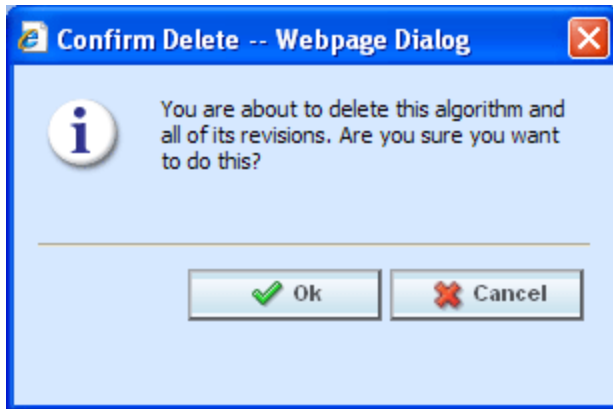 Confirm Delete -- Webpage Dialog
You are about to delete this algorithm and
all of its revisions. Are you sure you want
to do this?
Ok
Cancel